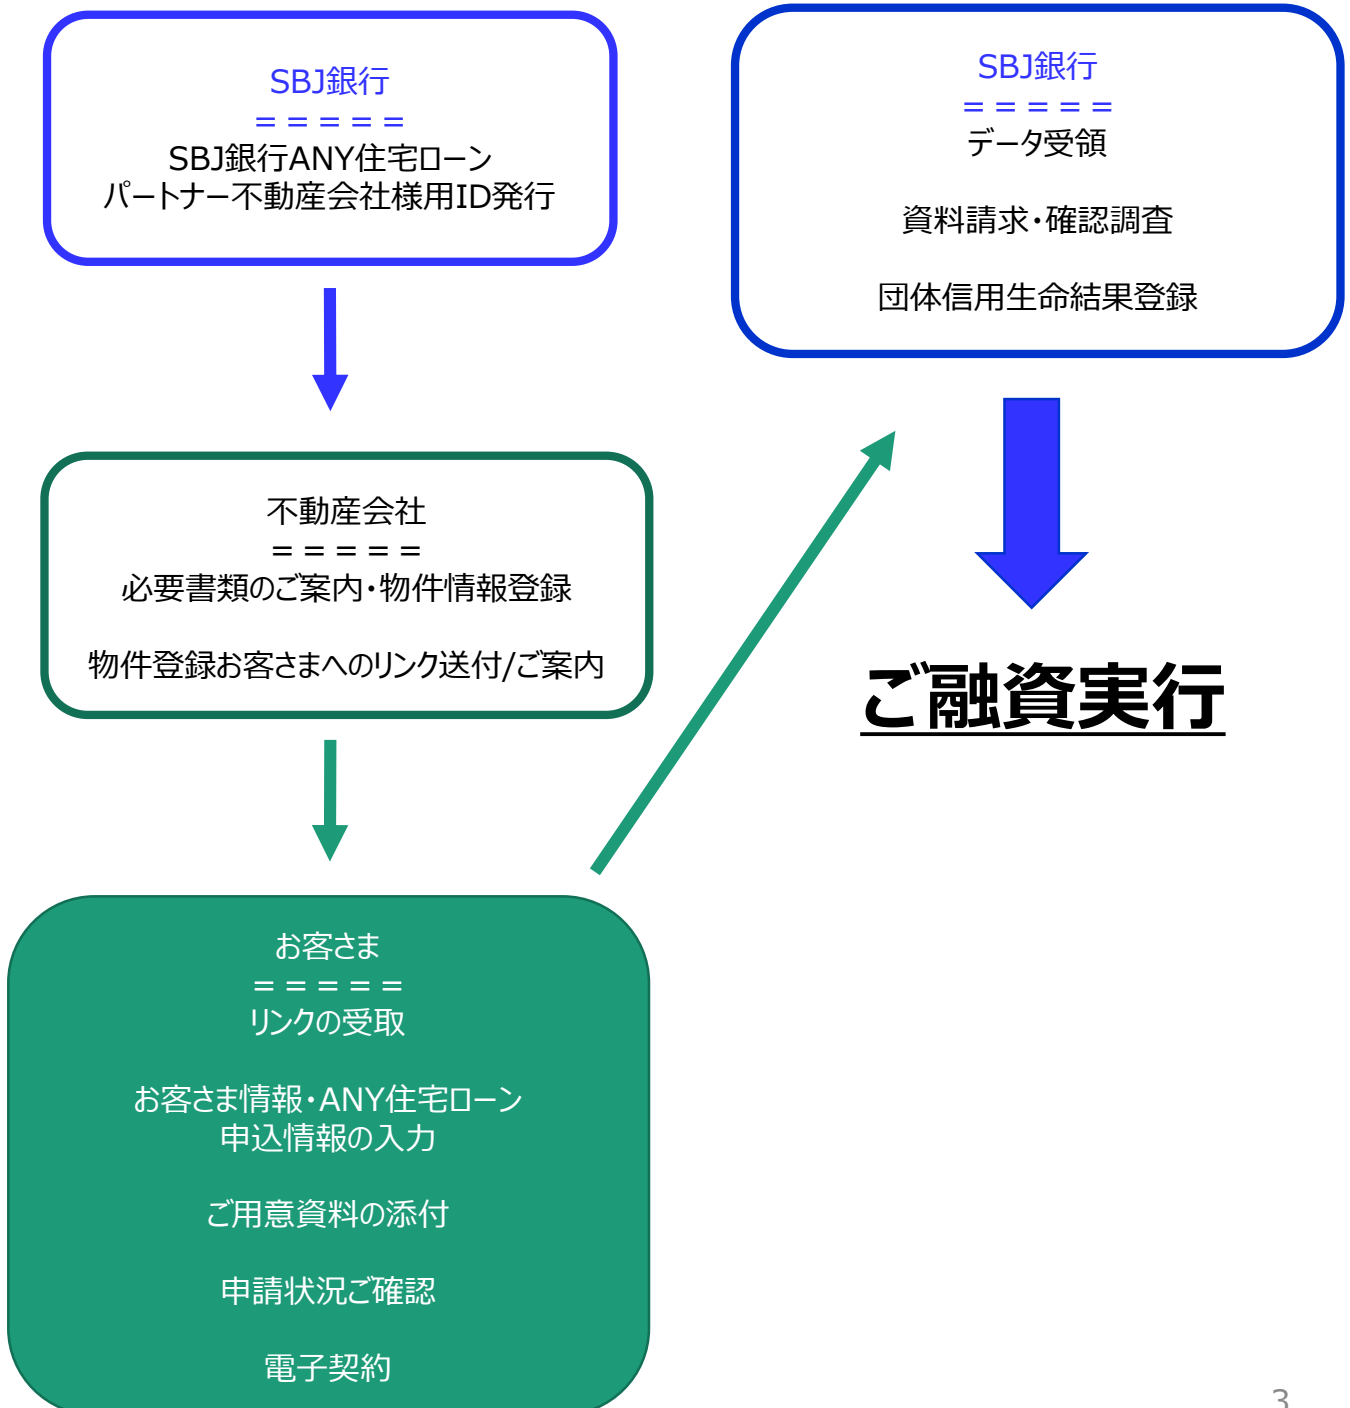 SBJ銀行
=====
SBJ銀行ANY住宅ローン
パートナー不動産会社様用ID発行
不動産会社
=====
必要書類のご案内・物件情報登録
物件登録お客さまへのリンク送付/ご案内
お客さま
=====
リンクの受取
お客さま情報・ANY住宅ローン
申込情報の入力
ご用意資料の添付
申請状況ご確認
電子契約
SBJ銀行
=====
データ受領
資料請求・確認調査
団体信用生命結果登録
ご融資実行
3